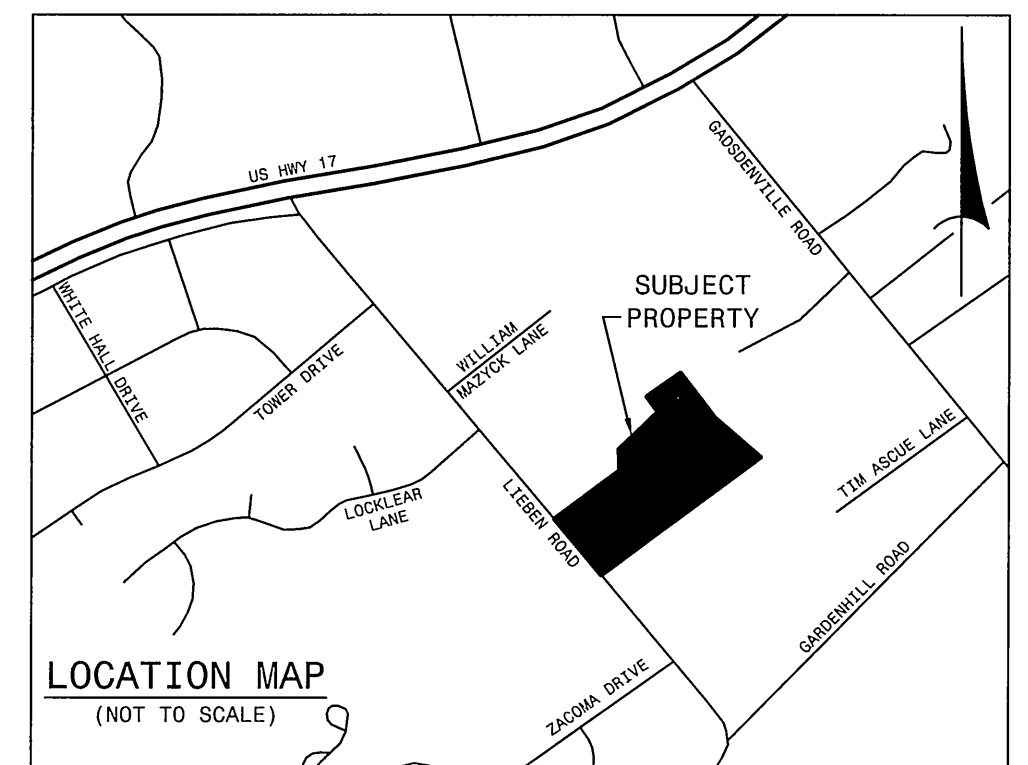 US HWY 17
GADSDENVILLE ROAD
WHITE HALL DRIVE
SUBJECT
PROPERTY
WILLIAM
MAZYCK LANE
TOWER DRIVE
TIM ASCUE LANE
LOCKLEAR
LANE
LIEBEN ROAD
GARDENHILL ROAD
LOCATION MAP
(NOT TO SCALE)
ZACOMA DRIVE